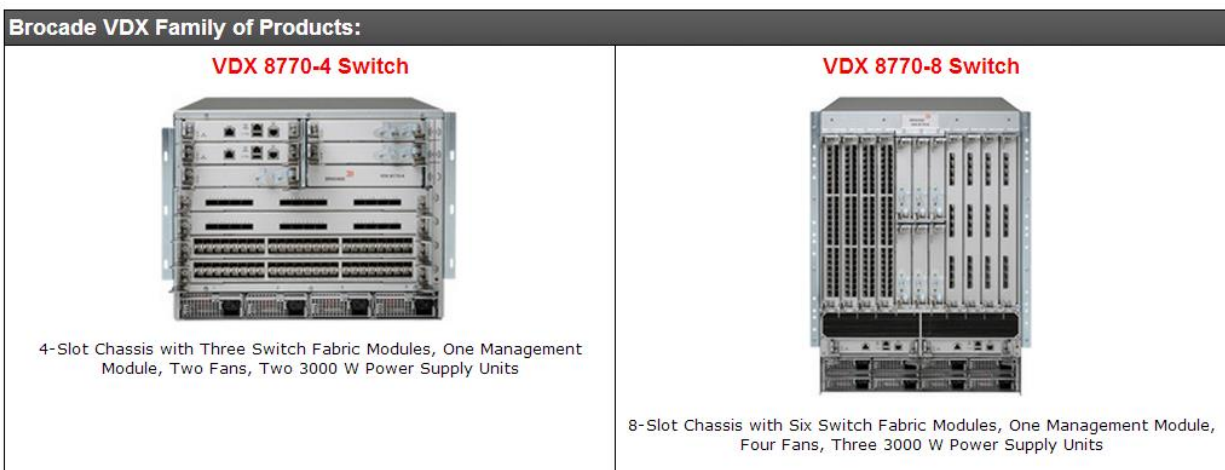 Brocade VDX Family of Products:
VDX 8770-4 Switch
4-Slot Chassis with Three Switch Fabric Modules, One Management
Module, Two Fans, Two 3000 W Power Supply Units
VDX 8770-8 Switch
8-Slot Chassis with Six Switch Fabric Modules, One Management Module,
Four Fans, Three 3000 W Power Supply Units